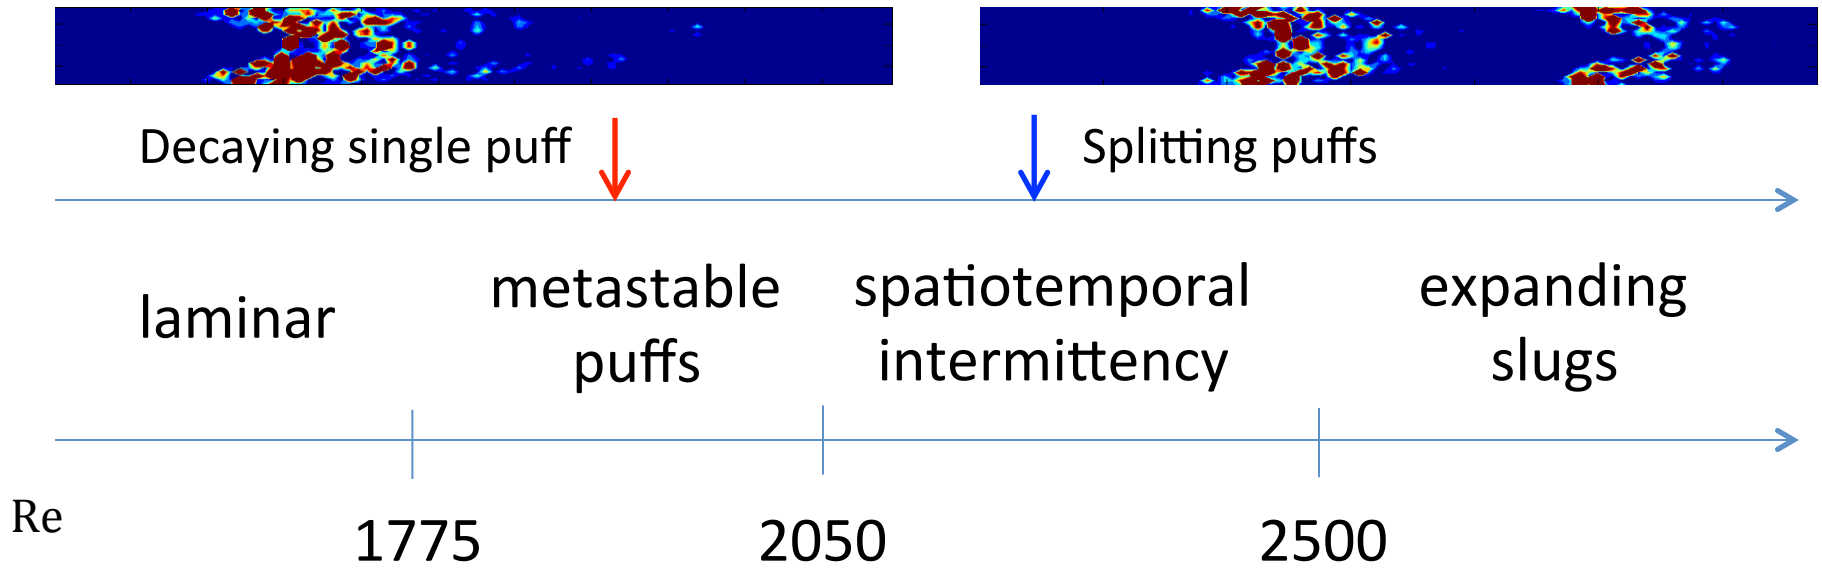 Decaying single puff
Splitting puffs
laminar
metastable
puffs
spatiotemporal
intermittency
expanding
slugs
Re
1775
2050
2500